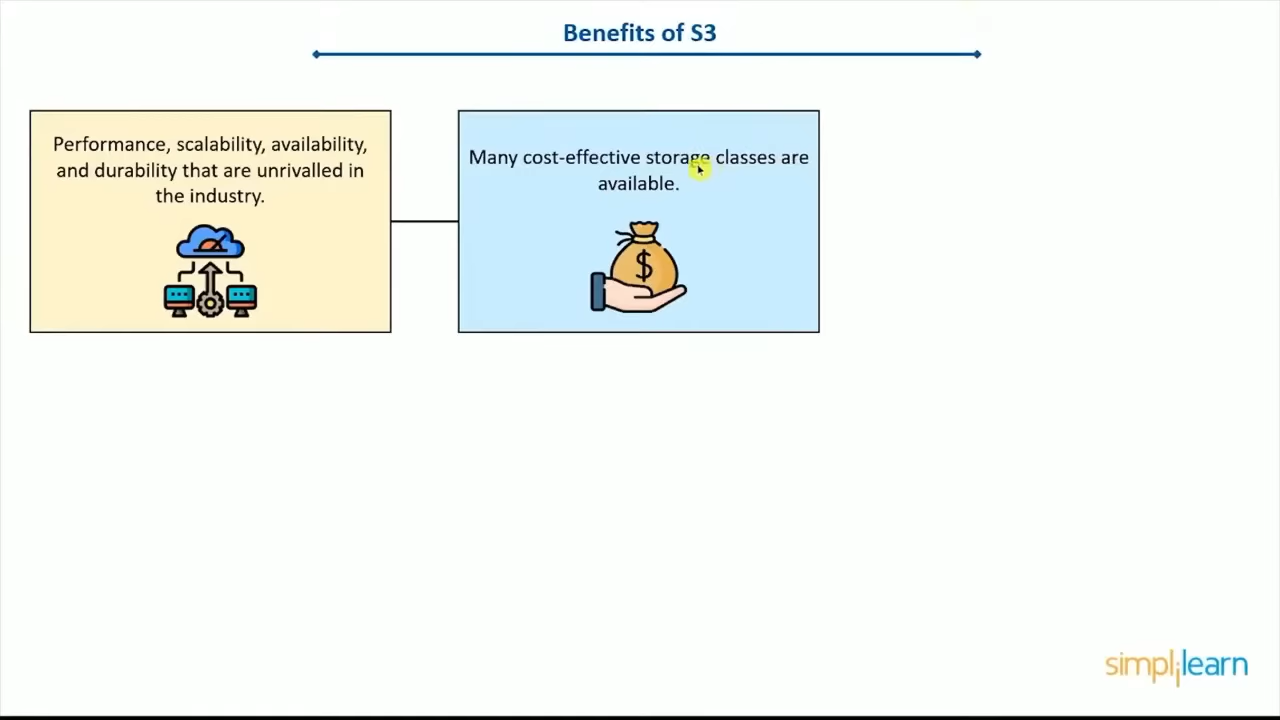 Benefits of S3
Performance, scalability, availability,
and durability that are unrivalled in
the industry.
Many cost-effective storage classes are
available.
$
simplilearn